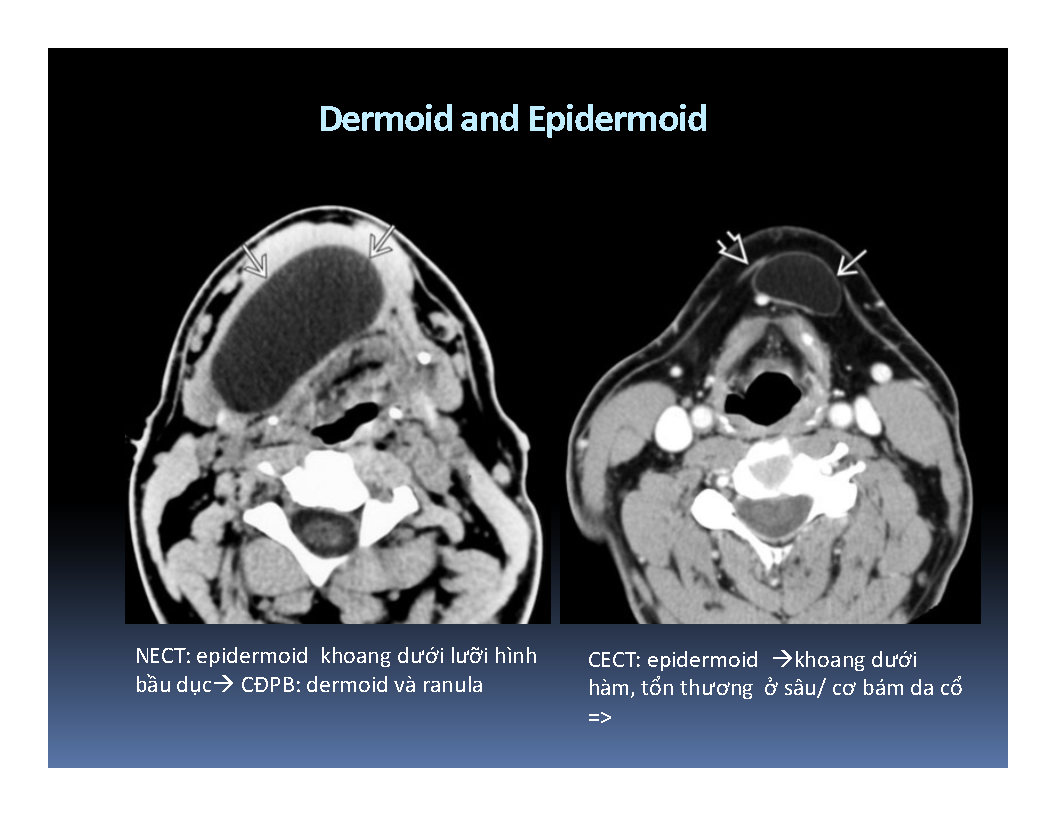 Dermoid and Epidermoid
NECT: epidermoid khoang dưới lưỡi hình
bầu dục→ CĐPB: dermoid và ranula
CECT: epidermoid →khoang dưới
hàm, tổn thương ở sâu/ cơ bám da cổ
=>